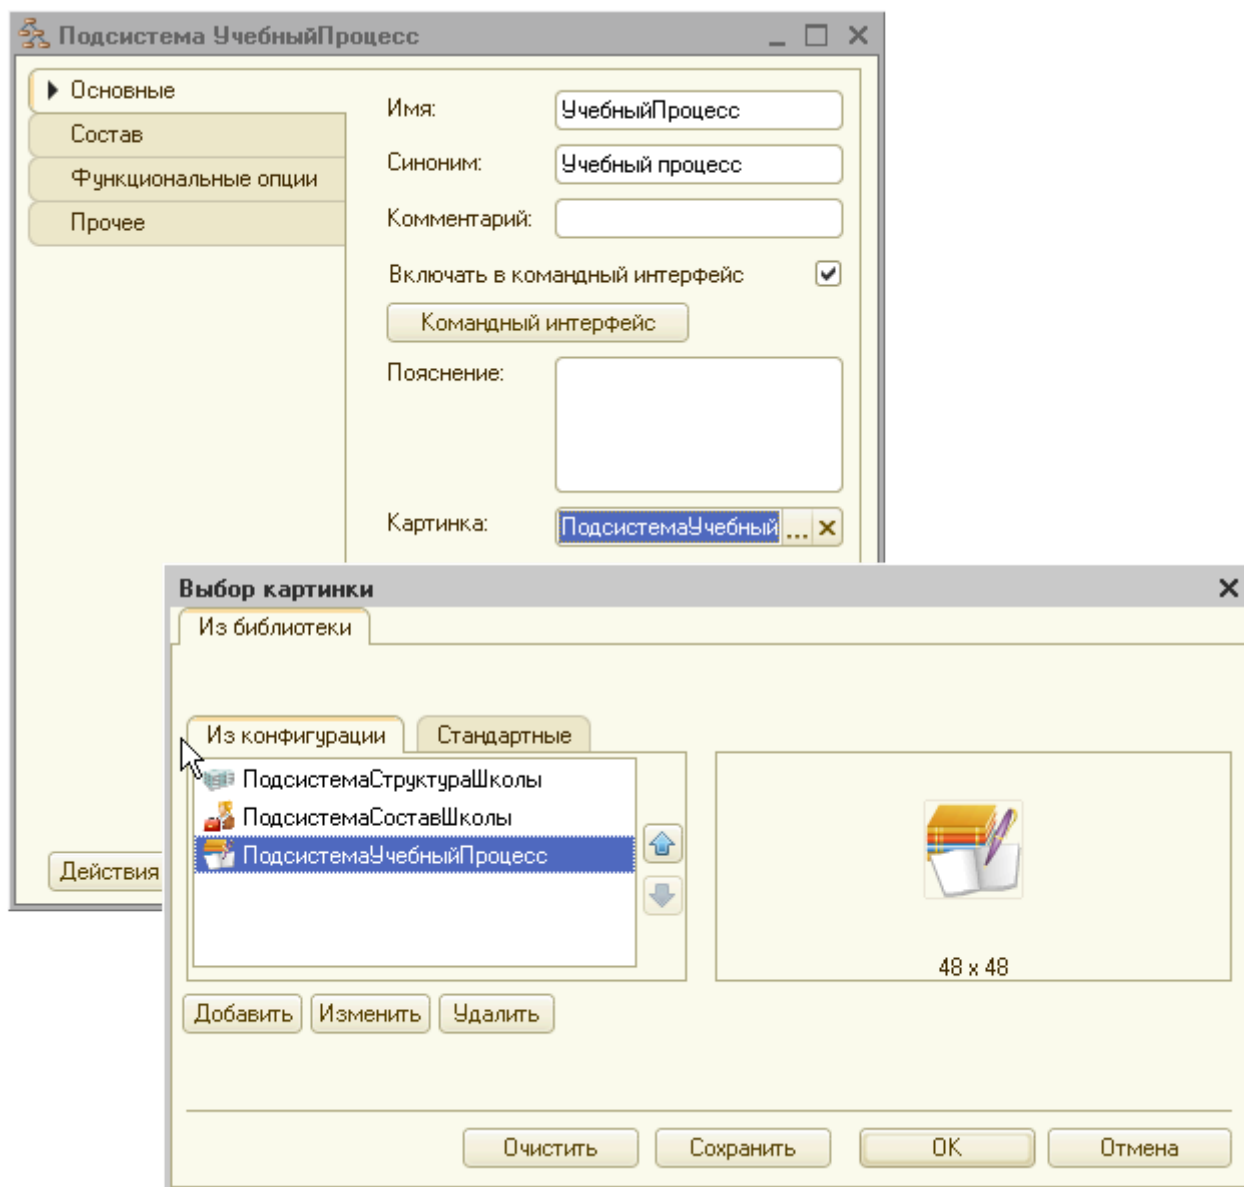 Подсистема УчебныйПроцесс
Основные
Состав
Функциональные опции
Прочее
Имя: УчебныйПроцесс
Синоним: Учебный процесс
Комментарий:
Включать в командный интерфейс
Командный интерфейс
Пояснение:
Картинка: ПодсистемаУчебный ...
Действия
Выбор картинки
Из библиотеки
Из конфигурации Стандартные
ПодсистемаСтруктураШколы
ПодсистемаСоставШколы
ПодсистемаУчебныйПроцесс
48 x 48
Добавить Изменить Удалить
Очистить Сохранить OK Отмена